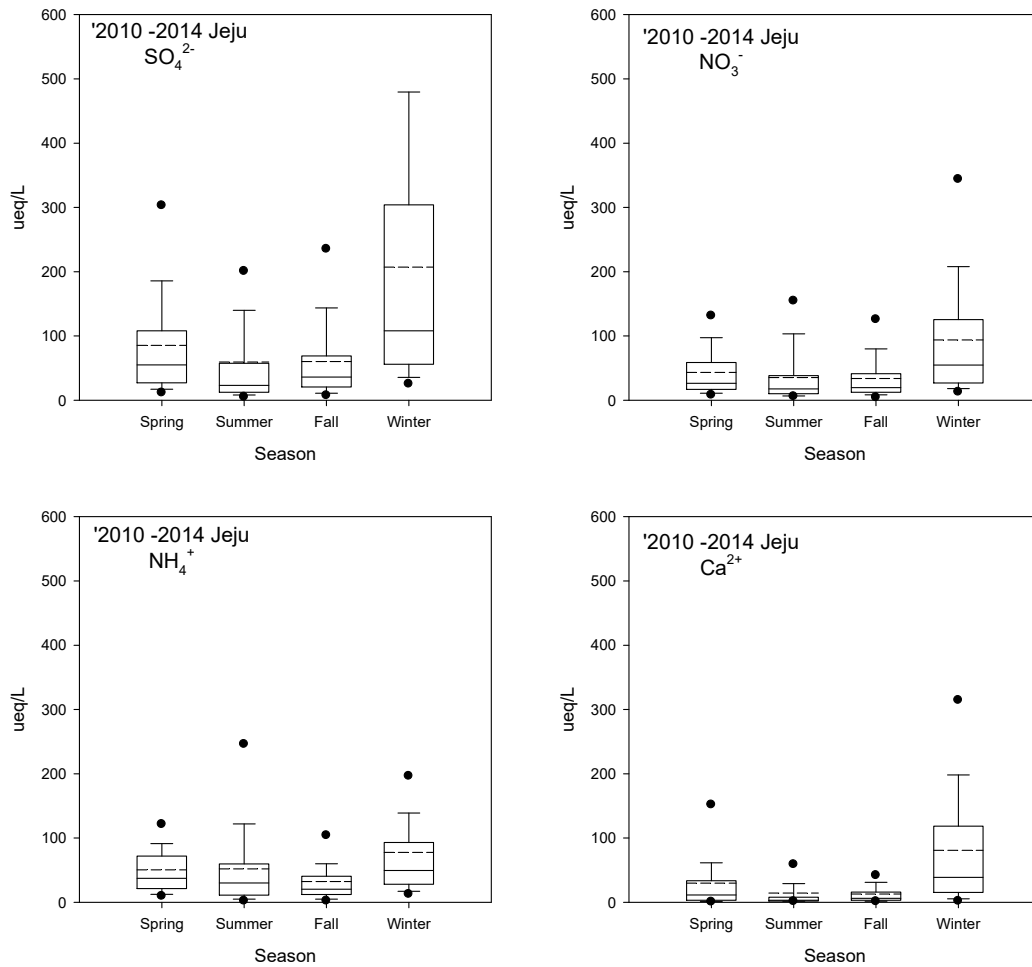 '2010 -2014 Jeju
SO₄²⁻
600
500
400
300
200
100
0
ueq/L
Spring Summer Fall Winter
Season
'2010 -2014 Jeju
NO₃⁻
600
500
400
300
200
100
0
ueq/L
Spring Summer Fall Winter
Season
'2010 -2014 Jeju
NH₄⁺
600
500
400
300
200
100
0
ueq/L
Spring Summer Fall Winter
Season
'2010 -2014 Jeju
Ca²⁺
600
500
400
300
200
100
0
ueq/L
Spring Summer Fall Winter
Season